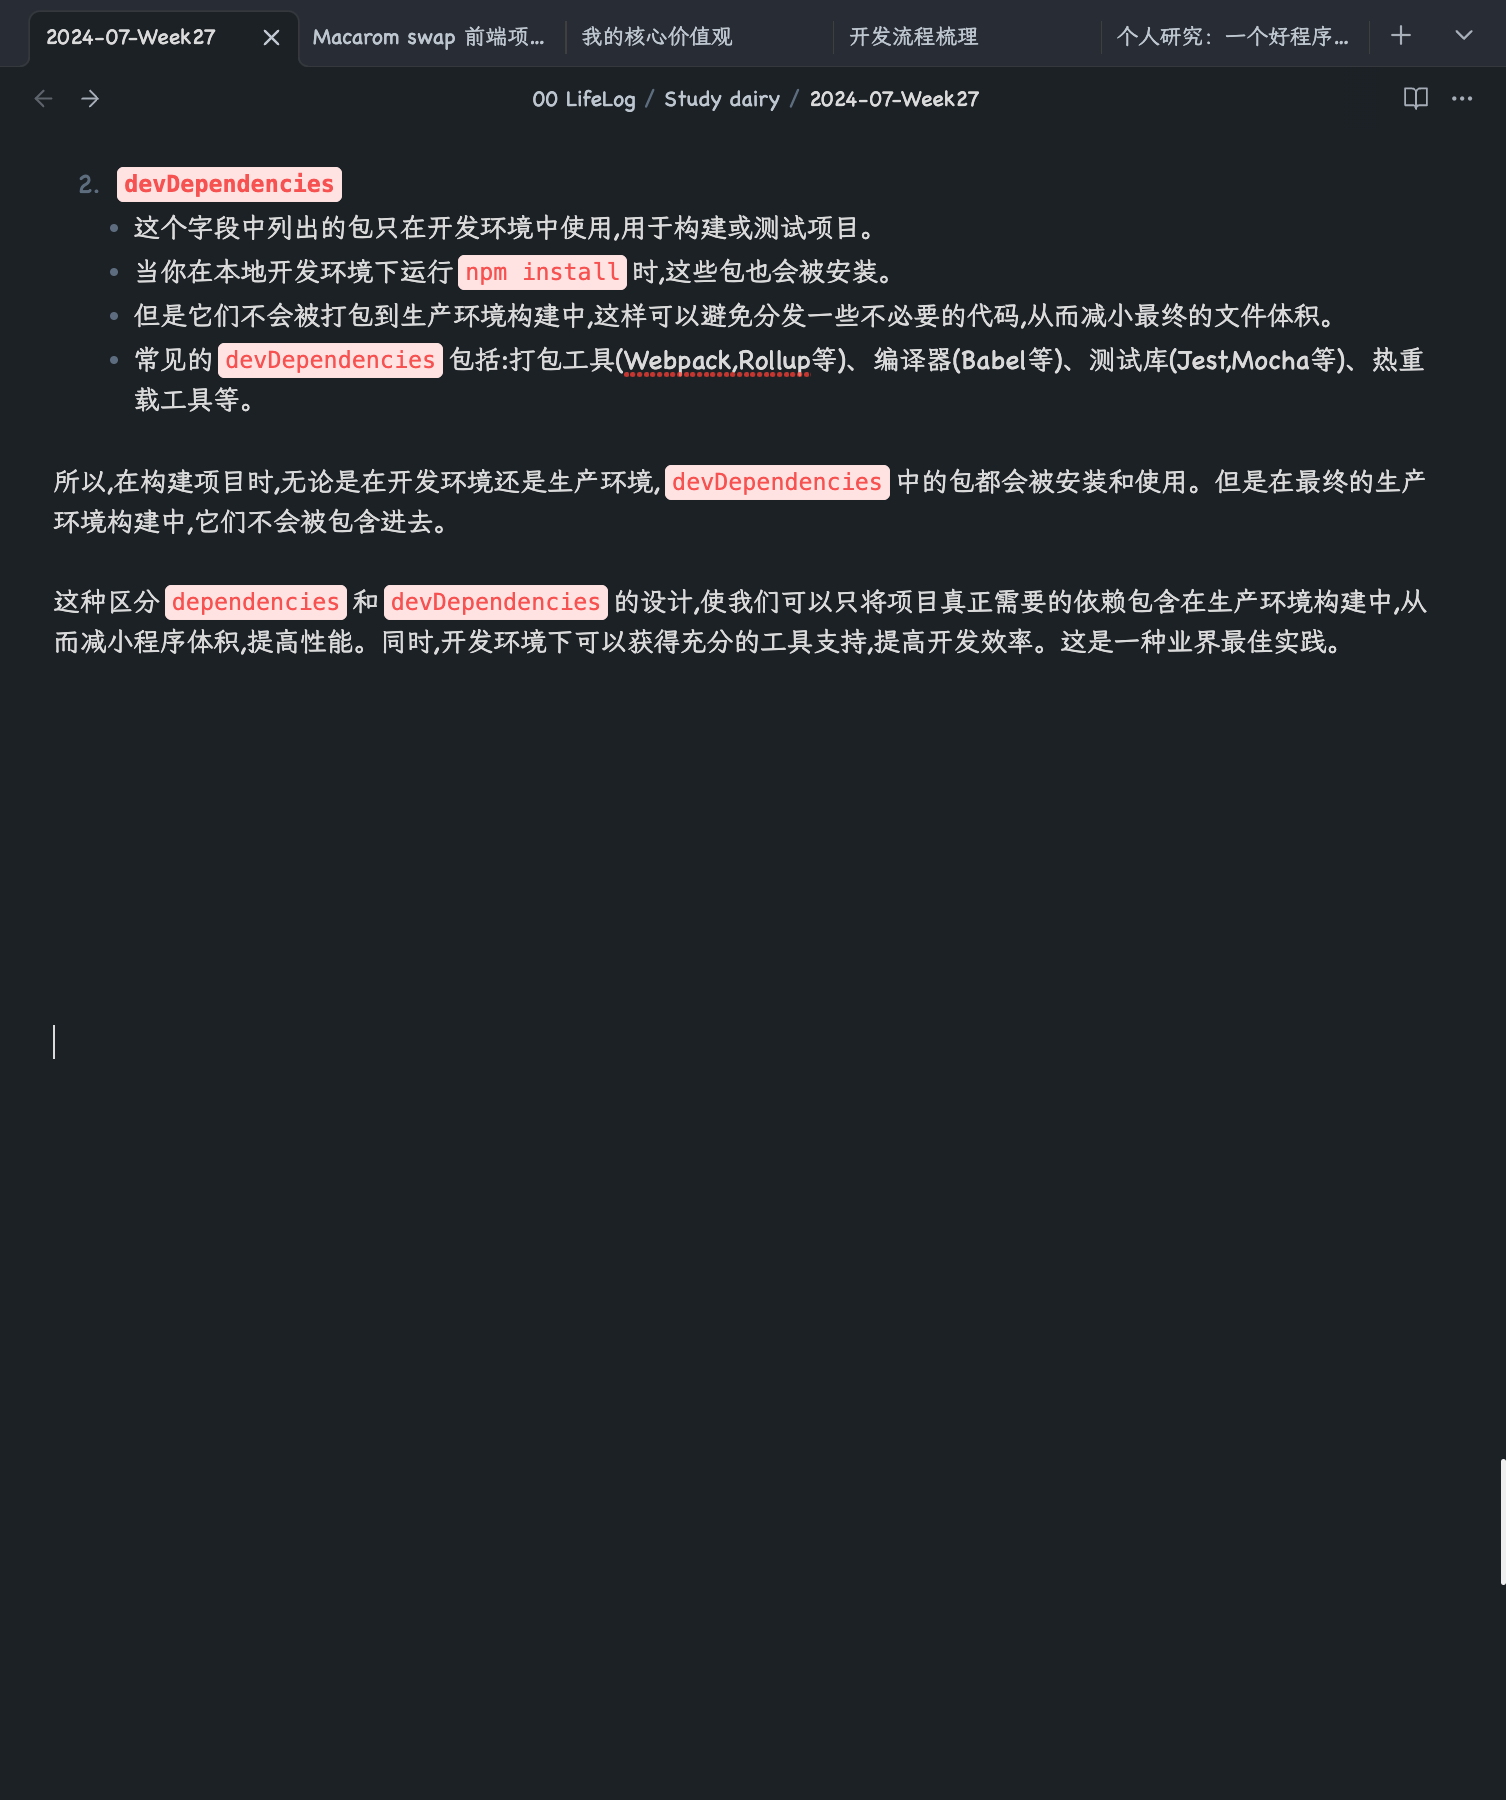 2024-07-Week27
Macarom swap 前端项...
我的核心价值观
开发流程梳理
个人研究：一个好程序...
00 LifeLog / Study dairy / 2024-07-Week27
2. devDependencies
• 这个字段中列出的包只在开发环境中使用,用于构建或测试项目。
• 当你在本地开发环境下运行 npm install 时,这些包也会被安装。
• 但是它们不会被打包到生产环境构建中,这样可以避免分发一些不必要的代码,从而减小最终的文件体积。
• 常见的 devDependencies 包括:打包工具(Webpack,Rollup等)、编译器(Babel等)、测试库(Jest,Mocha等)、热重
载工具等。
所以,在构建项目时,无论是在开发环境还是生产环境, devDependencies 中的包都会被安装和使用。但是在最终的生产
环境构建中,它们不会被包含进去。
这种区分 dependencies 和 devDependencies 的设计,使我们可以只将项目真正需要的依赖包含在生产环境构建中,从
而减小程序体积,提高性能。同时,开发环境下可以获得充分的工具支持,提高开发效率。这是一种业界最佳实践。